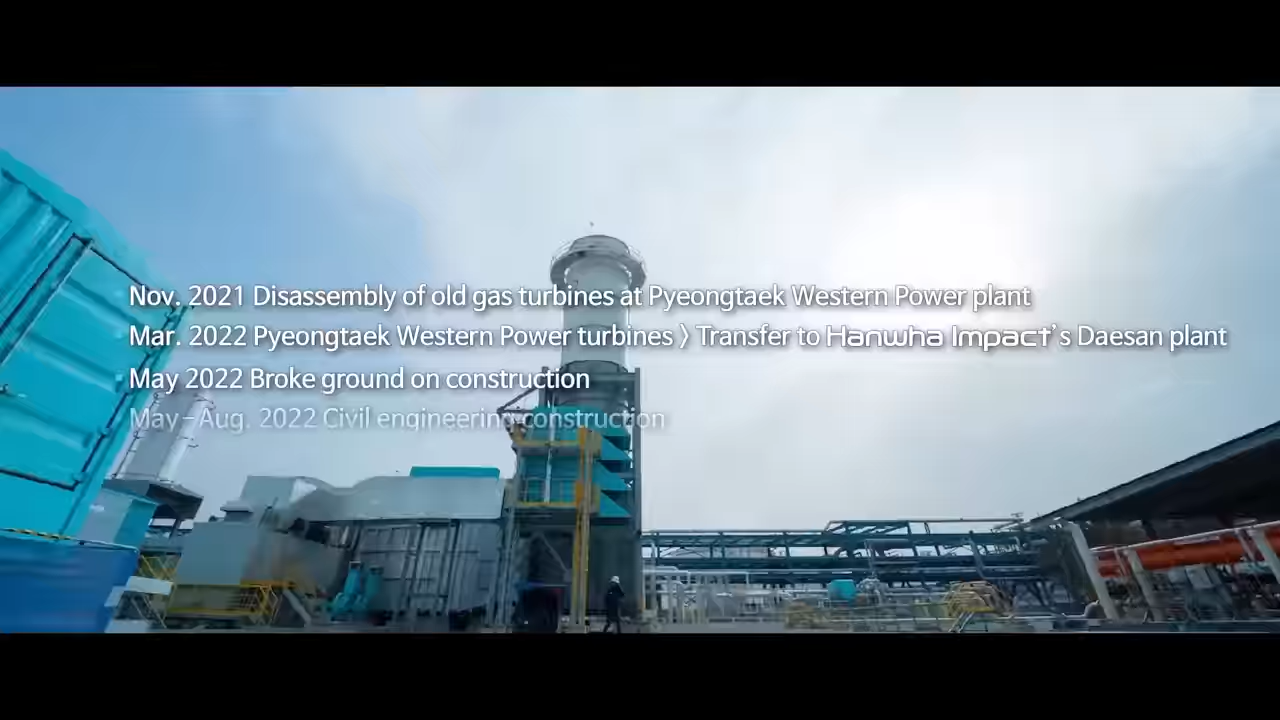 Nov. 2021 Disassembly of old gas turbines at Pyeongtaek Western Power plant
Mar. 2022 Pyeongtaek Western Power turbines 〉 Transfer to Hanwha Impact's Daesan plant
May 2022 Broke ground on construction
May-Aug. 2022 Civil engineering construction